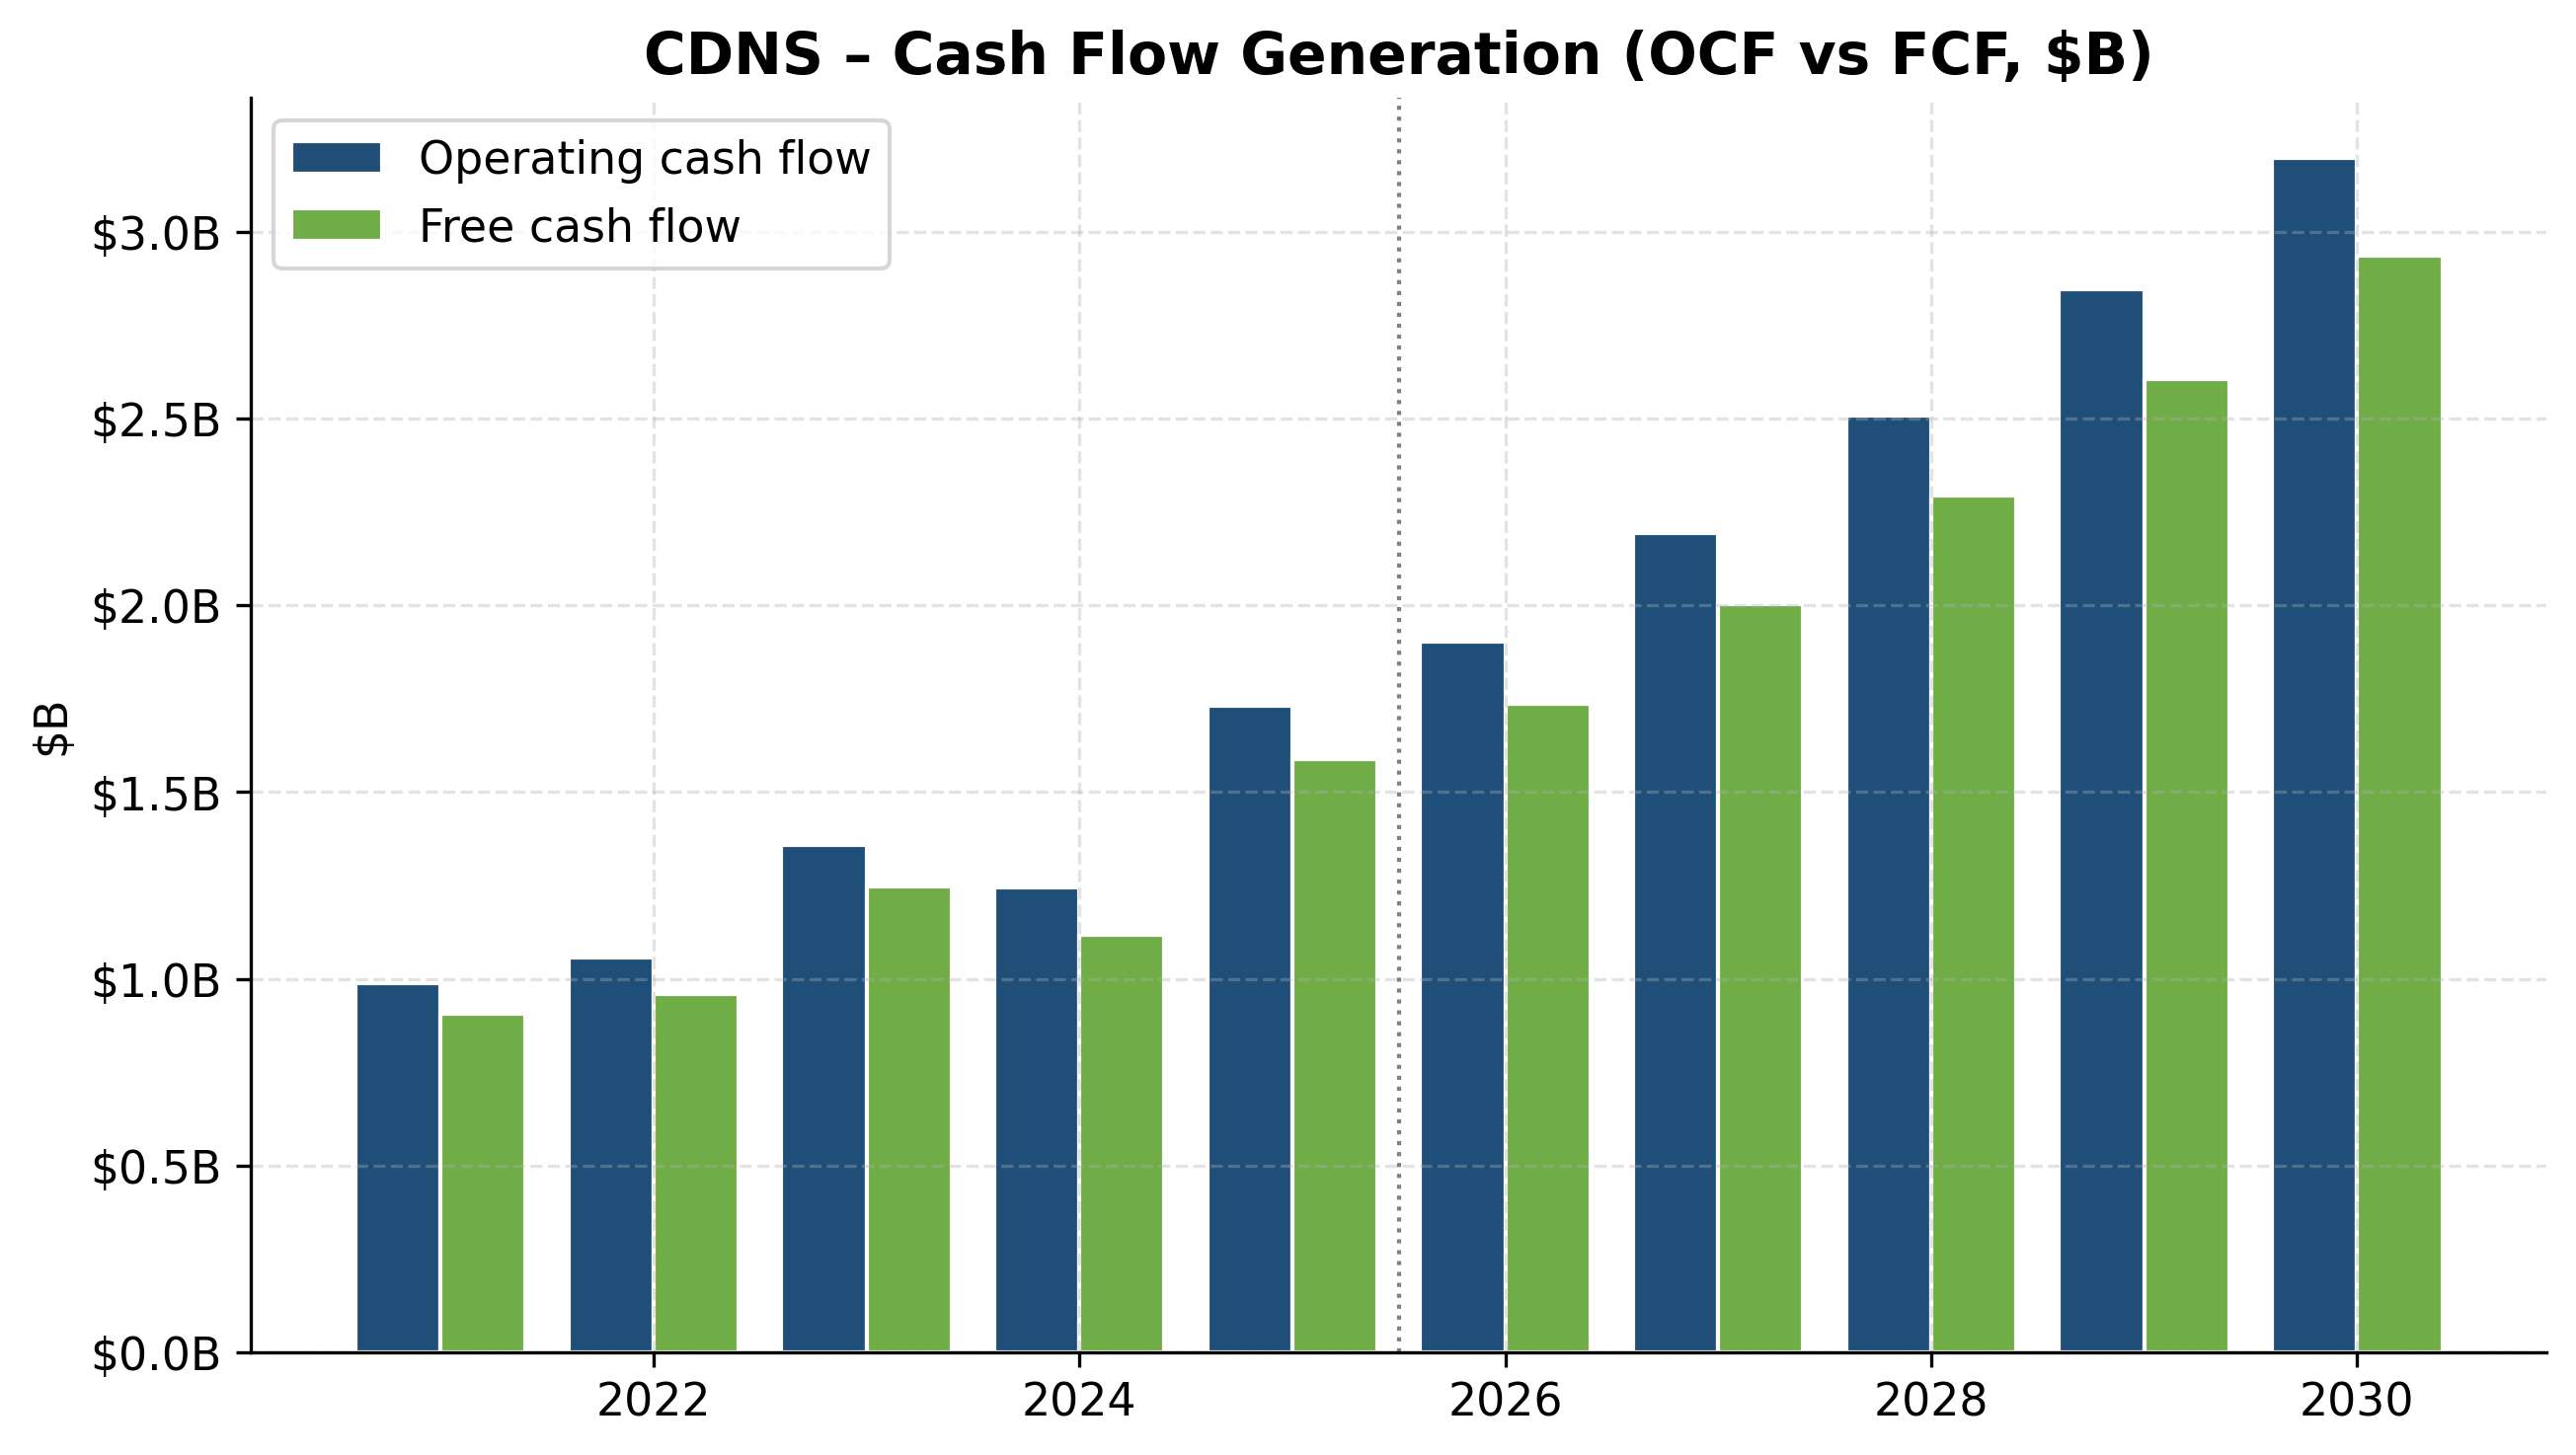 CDNS – Cash Flow Generation (OCF vs FCF, $B)
Operating cash flow
Free cash flow
$3.0B
$2.5B
$2.0B
$1.5B
$1.0B
$0.5B
$0.0B
$B
2022
2024
2026
2028
2030